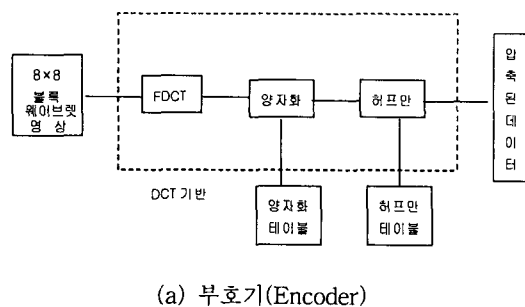 8×8
블록
웨이브렛
영 상
FDCT
양자화
허프만
압
축
된
데
이
터
DCT 기반
양자화
테이블
허프만
테이블
(a) 부호기(Encoder)